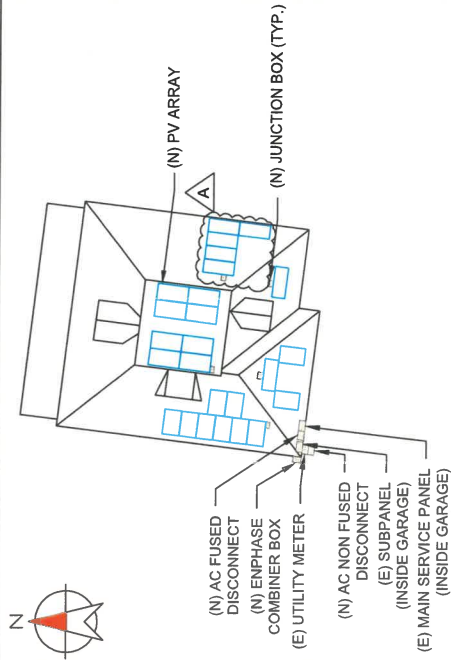 N
(N) PV ARRAY
A
(N) JUNCTION BOX (TYP.)
(N) AC FUSED
DISCONNECT
(N) ENPHASE
COMBINER BOX
(E) UTILITY METER
(N) AC NON FUSED
DISCONNECT
(E) SUBPANEL
(INSIDE GARAGE)
(E) MAIN SERVICE PANEL
(INSIDE GARAGE)